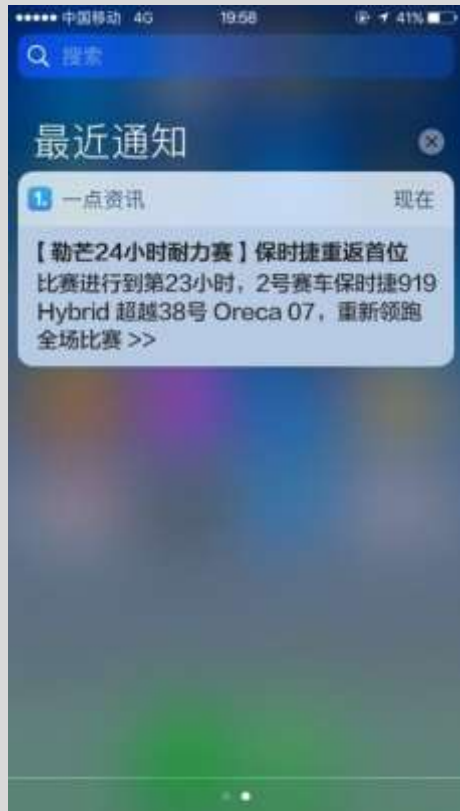 中国移动 4G 19:58 41%
搜索
最近通知
一点资讯 现在
【勒芒24小时耐力赛】保时捷重返首位
比赛进行到第23小时，2号赛车保时捷919
Hybrid 超越38号 Oreca 07，重新领跑
全场比赛 >>